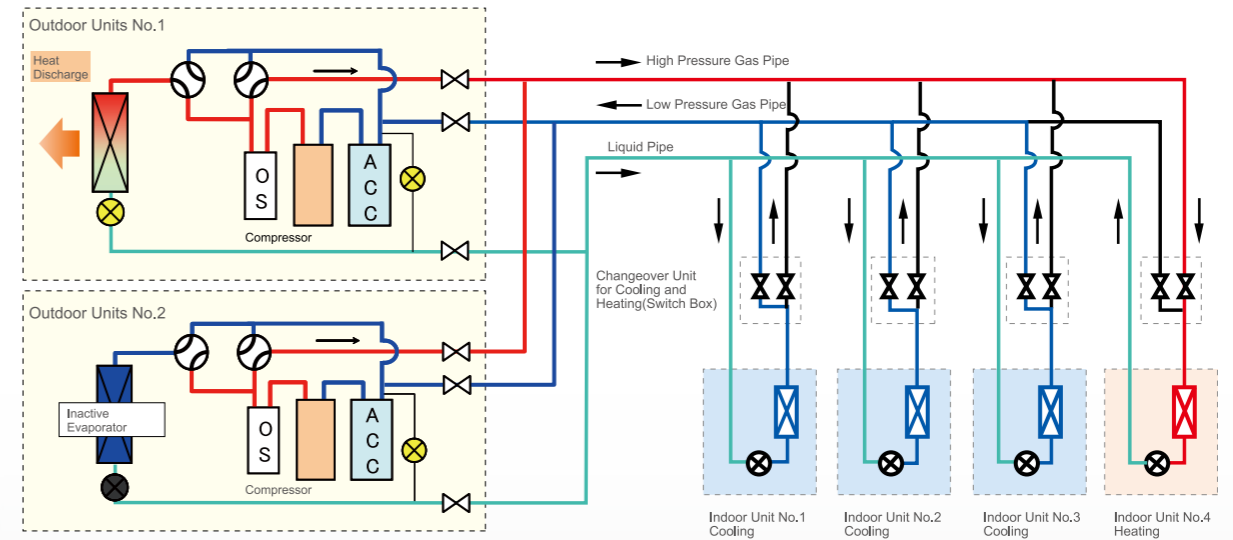 Outdoor Units No.1
Heat
Discharge
O
S
A
C
C
Compressor
High Pressure Gas Pipe
Low Pressure Gas Pipe
Liquid Pipe
Changeover Unit
for Cooling and
Heating(Switch Box)
Outdoor Units No.2
Inactive
Evaporator
O
S
A
C
C
Compressor
Indoor Unit No.1
Cooling
Indoor Unit No.2
Cooling
Indoor Unit No.3
Cooling
Indoor Unit No.4
Heating